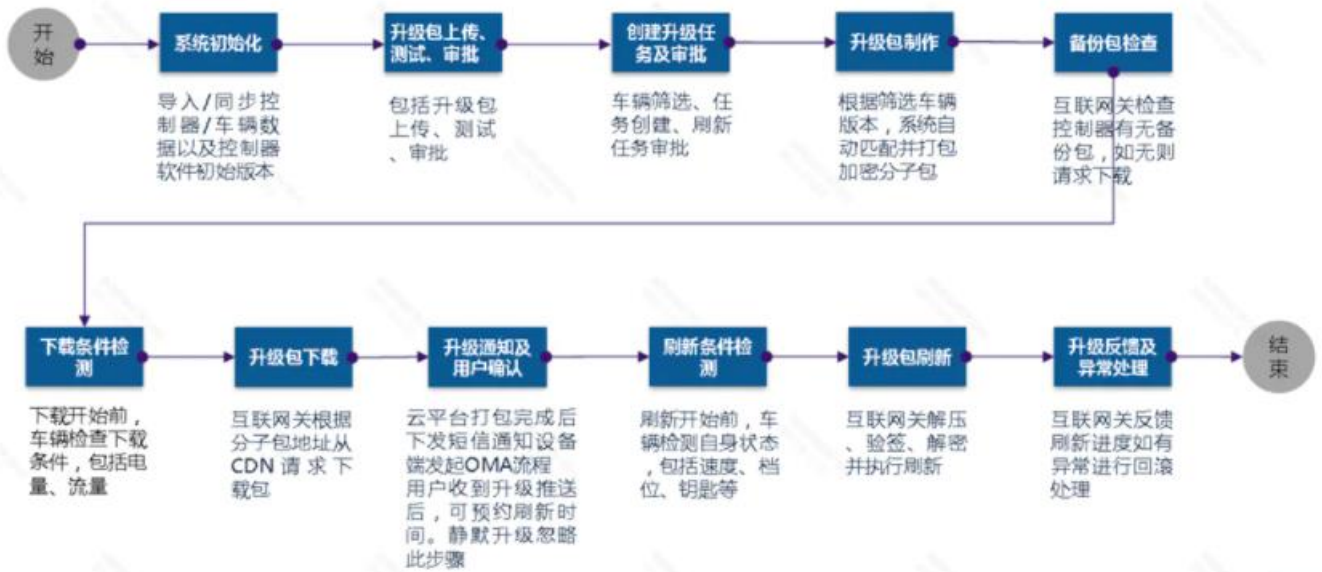 开
始
系统初始化
升级包上传、
测试、审批
创建升级任
务及审批
升级包制作
备份包检查
导入/同步控
制器/车辆数
据以及控制器
软件初始版本
包括升级包
上传、测试
、审批
车辆筛选、任
务创建、刷新
任务审批
根据筛选车辆
版本，系统自
动匹配并打包
加密分子包
互联网关检查
控制器有无备
份包，如无则
请求下载
下载条件检
测
升级包下载
升级通知及
用户确认
刷新条件检
测
升级包刷新
升级反馈及
异常处理
结
束
下载开始前，
车辆检查下载
条件，包括电
量、流量
互联网关根据
分子包地址从
CDN请求下
载包
云平台打包完成后
下发短信通知设备
端发起OMA流程
用户收到升级推送
后，可预约刷新时
间。静默升级忽略
此步骤
刷新开始前，车
辆检测自身状态
，包括速度、档
位、钥匙等
互联网关解压
、验签、解密
并执行刷新
互联网关反馈
刷新进度如有
异常进行回滚
处理